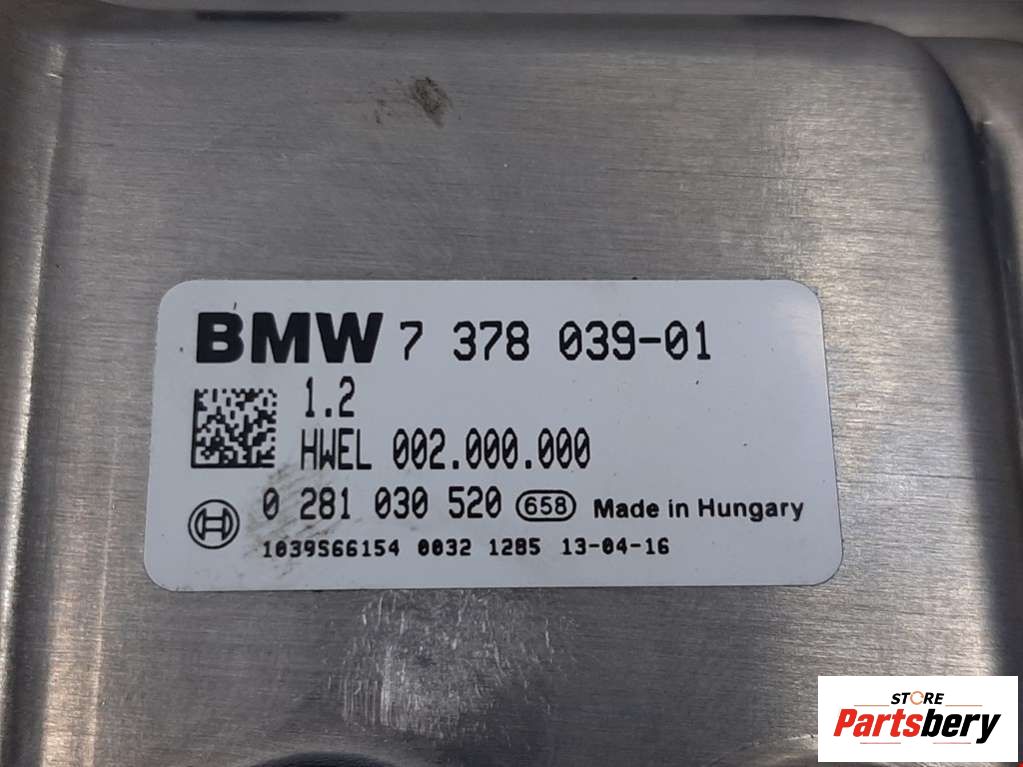 BMW 7 378 039-01
1.2
HWEL 002.000.000
0 281 030 520 658 Made in Hungary
1039S66154 0032 1285 13-04-16
STORE
Partsbery